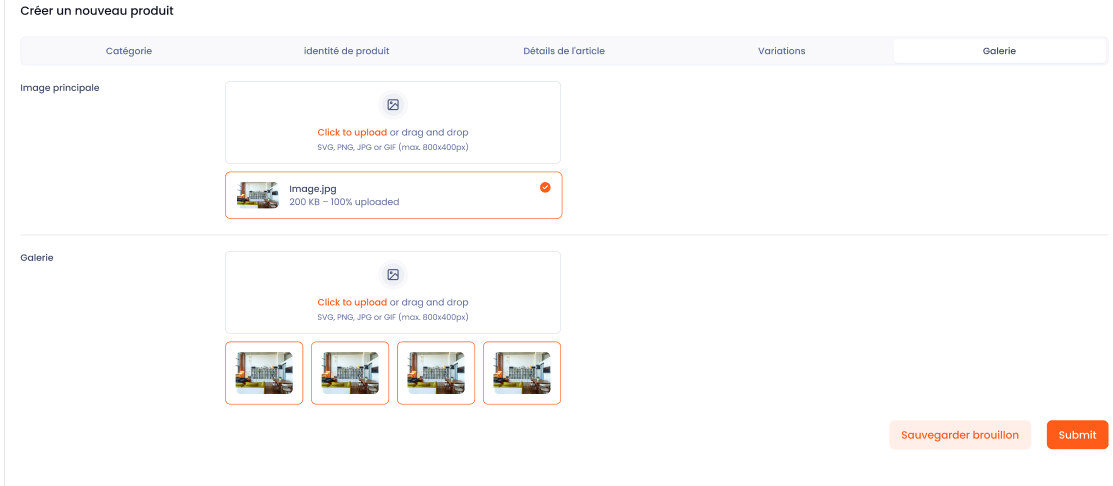 Créer un nouveau produit
Catégorie
identité de produit
Détails de l'article
Variations
Galerie
Image principale
Click to upload or drag and drop
SVG, PNG, JPG or GIF (max. 800x400px)
Image.jpg
200 KB – 100% uploaded
Galerie
Click to upload or drag and drop
SVG, PNG, JPG or GIF (max. 800x400px)
Sauvegarder brouillon
Submit